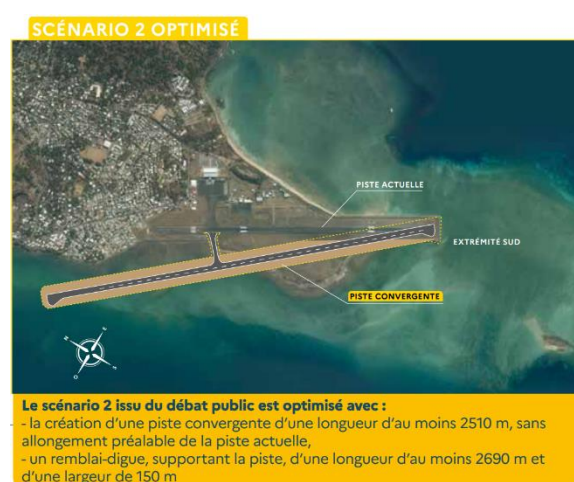 SCÉNARIO 2 OPTIMISÉ
PISTE ACTUELLE
EXTRÉMITÉ SUD
PISTE CONVERGENTE
N
E
O
S
Le scénario 2 issu du débat public est optimisé avec :
- la création d'une piste convergente d'une longueur d'au moins 2510 m, sans
allongement préalable de la piste actuelle,
- un remblai-digue, supportant la piste, d'une longueur d'au moins 2690 m et
d'une largeur de 150 m